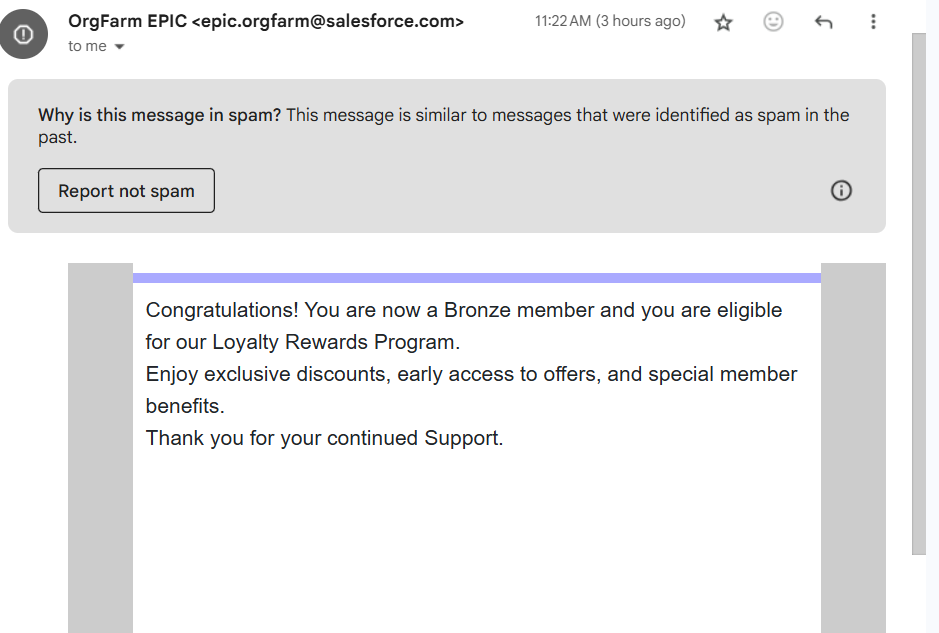 OrgFarm EPIC <epic.orgfarm@salesforce.com>
11:22 AM (3 hours ago)
to me
Why is this message in spam? This message is similar to messages that were identified as spam in the
past.
Report not spam
Congratulations! You are now a Bronze member and you are eligible
for our Loyalty Rewards Program.
Enjoy exclusive discounts, early access to offers, and special member
benefits.
Thank you for your continued Support.